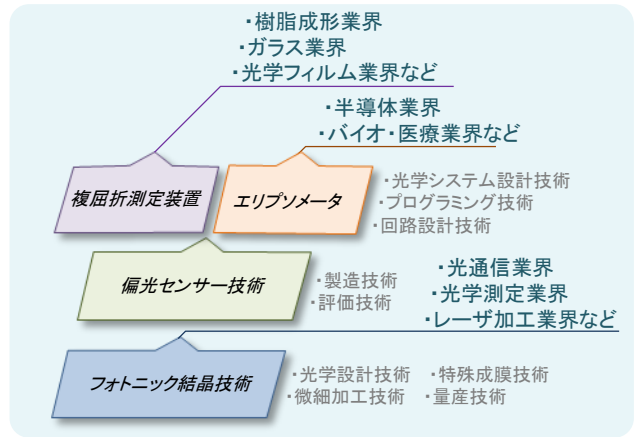 ・樹脂成形業界
・ガラス業界
・光学フィルム業界など
・半導体業界
・バイオ・医療業界など
複屈折測定装置
エリプソメータ
・光学システム設計技術
・プログラミング技術
・回路設計技術
偏光センサー技術
・製造技術
・評価技術
・光通信業界
・光学測定業界
・レーザ加工業界など
フォトニック結晶技術
・光学設計技術 ・特殊成膜技術
・微細加工技術 ・量産技術